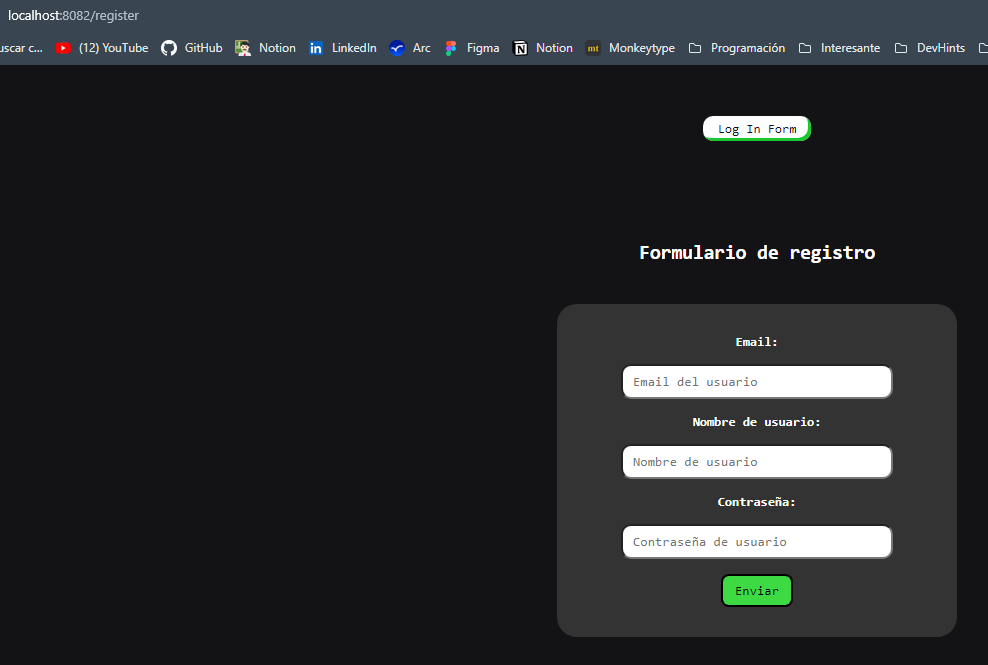 localhost:8082/register
uscar c... (12) YouTube GitHub Notion LinkedIn Arc Figma Notion mt Monkeytype Programación Interesante DevHints
Log In Form
Formulario de registro
Email:
Email del usuario
Nombre de usuario:
Nombre de usuario
Contraseña:
Contraseña de usuario
Enviar